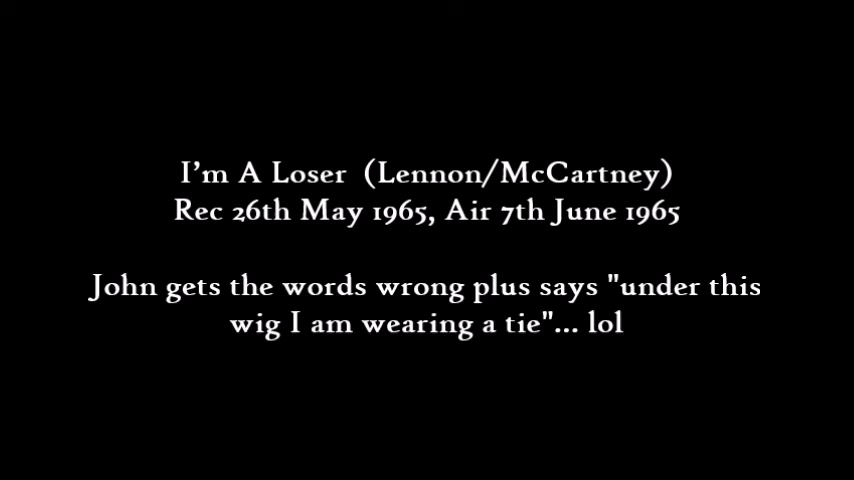 I'm A Loser (Lennon/McCartney)
Rec 26th May 1965, Air 7th June 1965
John gets the words wrong plus says "under this
wig I am wearing a tie"... lol